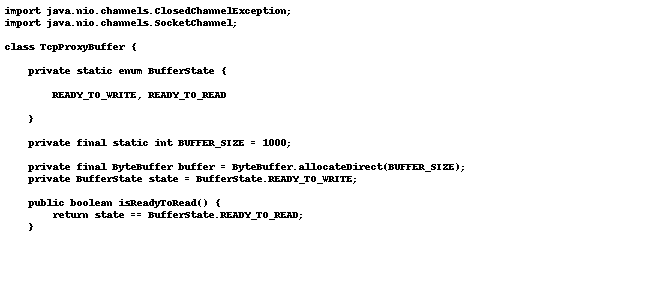 import java.nio.channels.ClosedChannelException;
import java.nio.channels.SocketChannel;
class TcpProxyBuffer {
private static enum BufferState {
READY_TO_WRITE, READY_TO_READ
}
private final static int BUFFER_SIZE = 1000;
private final ByteBuffer buffer = ByteBuffer.allocateDirect(BUFFER_SIZE);
private BufferState state = BufferState.READY_TO_WRITE;
public boolean isReadyToRead() {
return state == BufferState.READY_TO_READ;
}